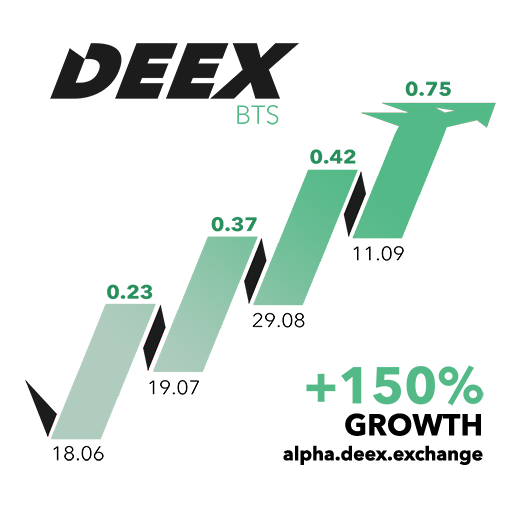 DEEX
BTS
0.75
0.42
0.37
0.23
11.09
29.08
19.07
18.06
+150%
GROWTH
alpha.deex.exchange